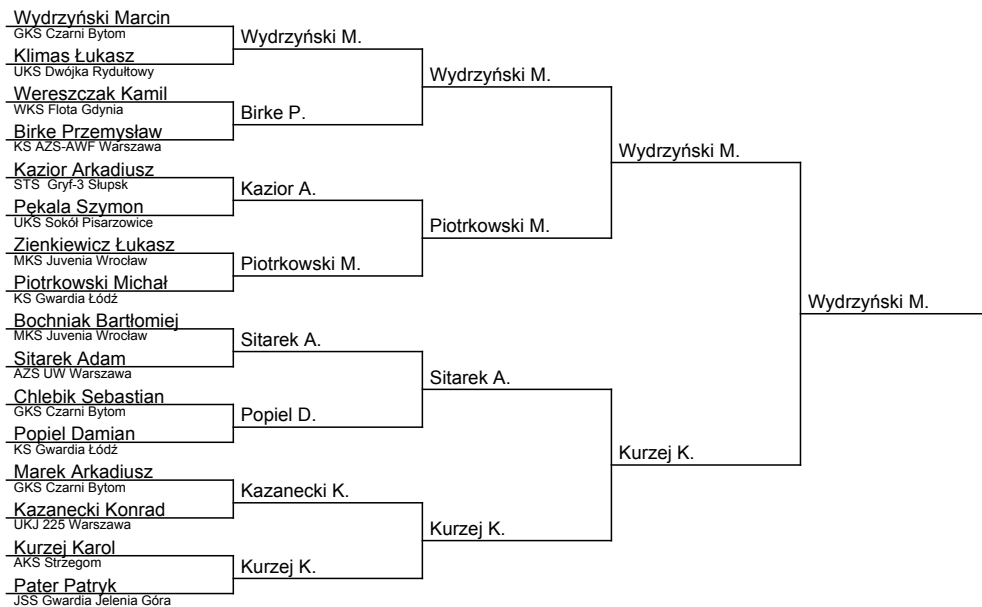 Wydrzyński Marcin
GKS Czarni Bytom
Wydrzyński M.
Klimas Łukasz
UKS Dwójka Rydułtowy
Wydrzyński M.
Wereszczak Kamil
WKS Flota Gdynia
Birke P.
Birke Przemysław
KS AZS-AWF Warszawa
Wydrzyński M.
Kazior Arkadiusz
STS Gryf-3 Słupsk
Kazior A.
Pękala Szymon
UKS Sokół Pisarzowice
Piotrkowski M.
Zienkiewicz Łukasz
MKS Juvenia Wrocław
Piotrkowski M.
Piotrkowski Michał
KS Gwardia Łódź
Wydrzyński M.
Bochniak Bartłomiej
MKS Juvenia Wrocław
Sitarek A.
Sitarek Adam
AZS UW Warszawa
Sitarek A.
Chlebik Sebastian
GKS Czarni Bytom
Popiel D.
Popiel Damian
KS Gwardia Łódź
Kurzej K.
Marek Arkadiusz
GKS Czarni Bytom
Kazanecki K.
Kazanecki Konrad
UKJ 225 Warszawa
Kurzej K.
Kurzej Karol
AKS Strzegom
Kurzej K.
Pater Patryk
JSS Gwardia Jelenia Góra